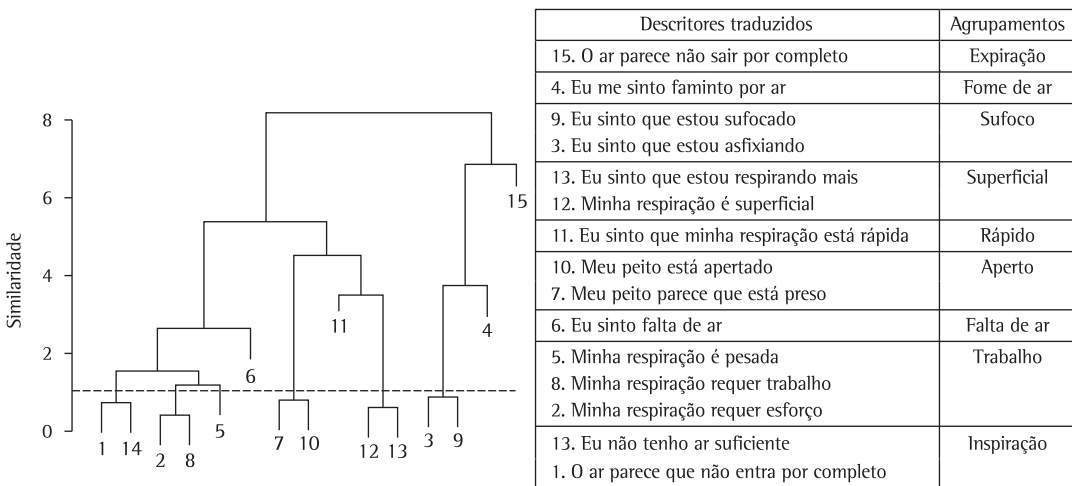 Similaridade
8
6
4
2
0
15
11
4
6
5
1 14
2 8
7 10
12 13
3 9
Descritores traduzidos Agrupamentos
15. O ar parece não sair por completo Expiração
4. Eu me sinto faminto por ar Fome de ar
9. Eu sinto que estou sufocado Sufoco
3. Eu sinto que estou asfixiando
13. Eu sinto que estou respirando mais Superficial
12. Minha respiração é superficial
11. Eu sinto que minha respiração está rápida Rápido
10. Meu peito está apertado Aperto
7. Meu peito parece que está preso
6. Eu sinto falta de ar Falta de ar
5. Minha respiração é pesada Trabalho
8. Minha respiração requer trabalho
2. Minha respiração requer esforço
13. Eu não tenho ar suficiente Inspiração
1. O ar parece que não entra por completo